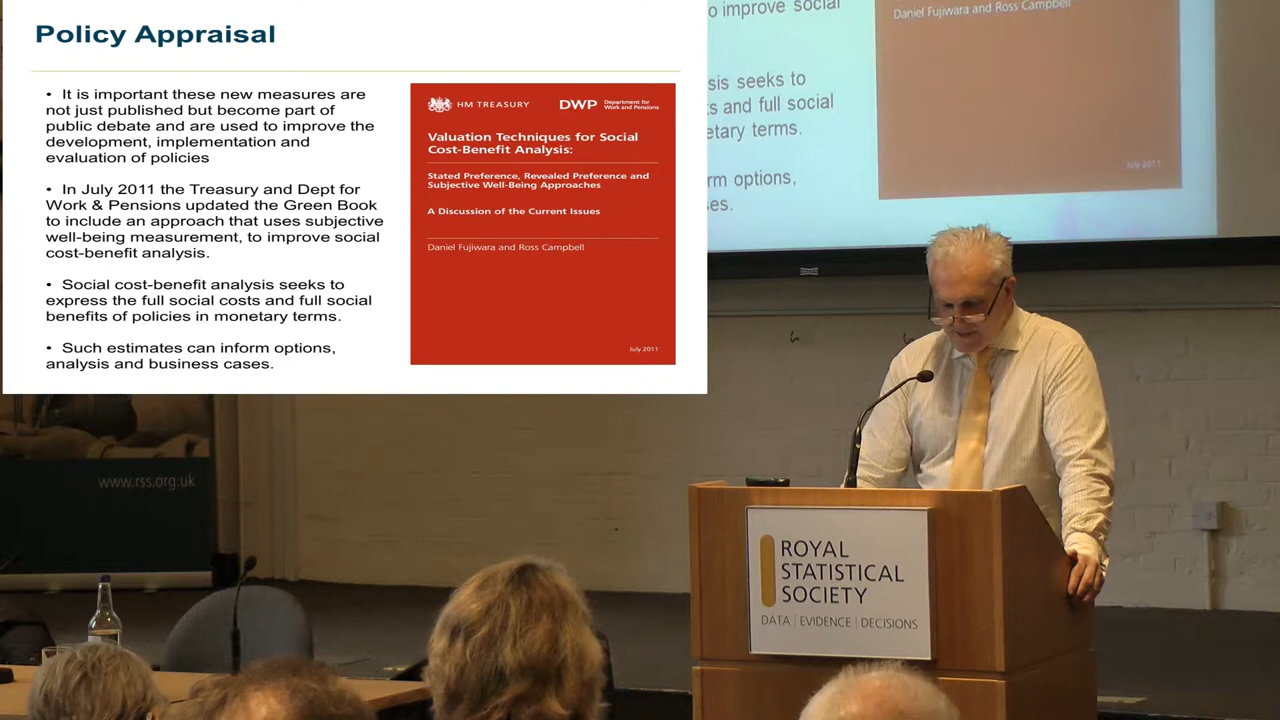 Policy Appraisal
• It is important these new measures are
not just published but become part of
public debate and are used to improve the
development, implementation and
evaluation of policies
• In July 2011 the Treasury and Dept for
Work & Pensions updated the Green Book
to include an approach that uses subjective
well-being measurement, to improve social
cost-benefit analysis.
• Social cost-benefit analysis seeks to
express the full social costs and full social
benefits of policies in monetary terms.
• Such estimates can inform options,
analysis and business cases.
HM TREASURY
DWP Department for
Work and Pensions
Valuation Techniques for Social
Cost-Benefit Analysis:
Stated Preference, Revealed Preference and
Subjective Well-Being Approaches
A Discussion of the Current Issues
Daniel Fujiwara and Ross Campbell
July 2011
o improve social
sis seeks to
s and full social
etary terms.
rm options,
ses.
Daniel Fujiwara and Ross Campbell
July 2011
www.rss.org.uk
ROYAL
STATISTICAL
SOCIETY
DATA | EVIDENCE | DECISIONS